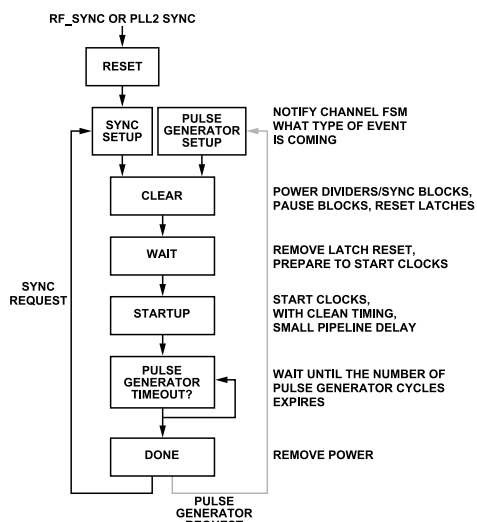 RF_SYNC OR PLL2 SYNC
RESET
SYNC
SETUP
PULSE
GENERATOR
SETUP
NOTIFY CHANNEL FSM
WHAT TYPE OF EVENT
IS COMING
CLEAR
POWER DIVIDERS/SYNC BLOCKS,
PAUSE BLOCKS, RESET LATCHES
WAIT
REMOVE LATCH RESET,
PREPARE TO START CLOCKS
SYNC
REQUEST
STARTUP
START CLOCKS,
WITH CLEAN TIMING,
SMALL PIPELINE DELAY
PULSE
GENERATOR
TIMEOUT?
WAIT UNTIL THE NUMBER OF
PULSE GENERATOR CYCLES
EXPIRES
DONE
REMOVE POWER
PULSE
GENERATOR
REQUEST